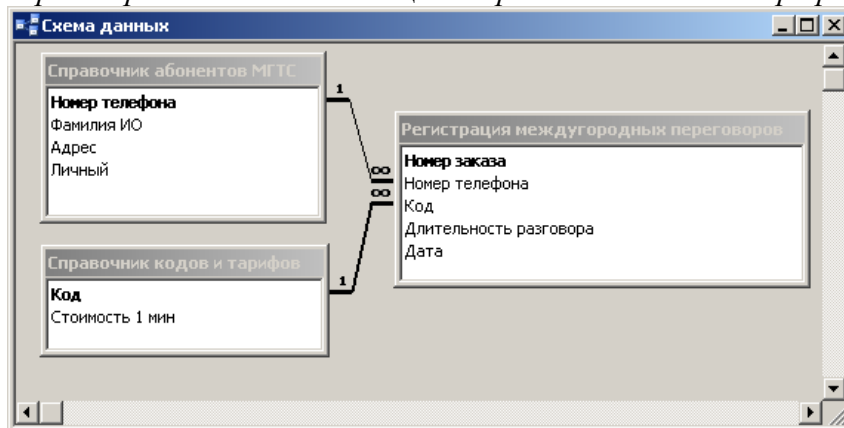 Схема данных
Справочник абонентов МГТС
Номер телефона
Фамилия ИО
Адрес
Личный
1
∞
Справочник кодов и тарифов
Код
Стоимость 1 мин
1
∞
Регистрация междугородных переговоров
Номер заказа
Номер телефона
Код
Длительность разговора
Дата